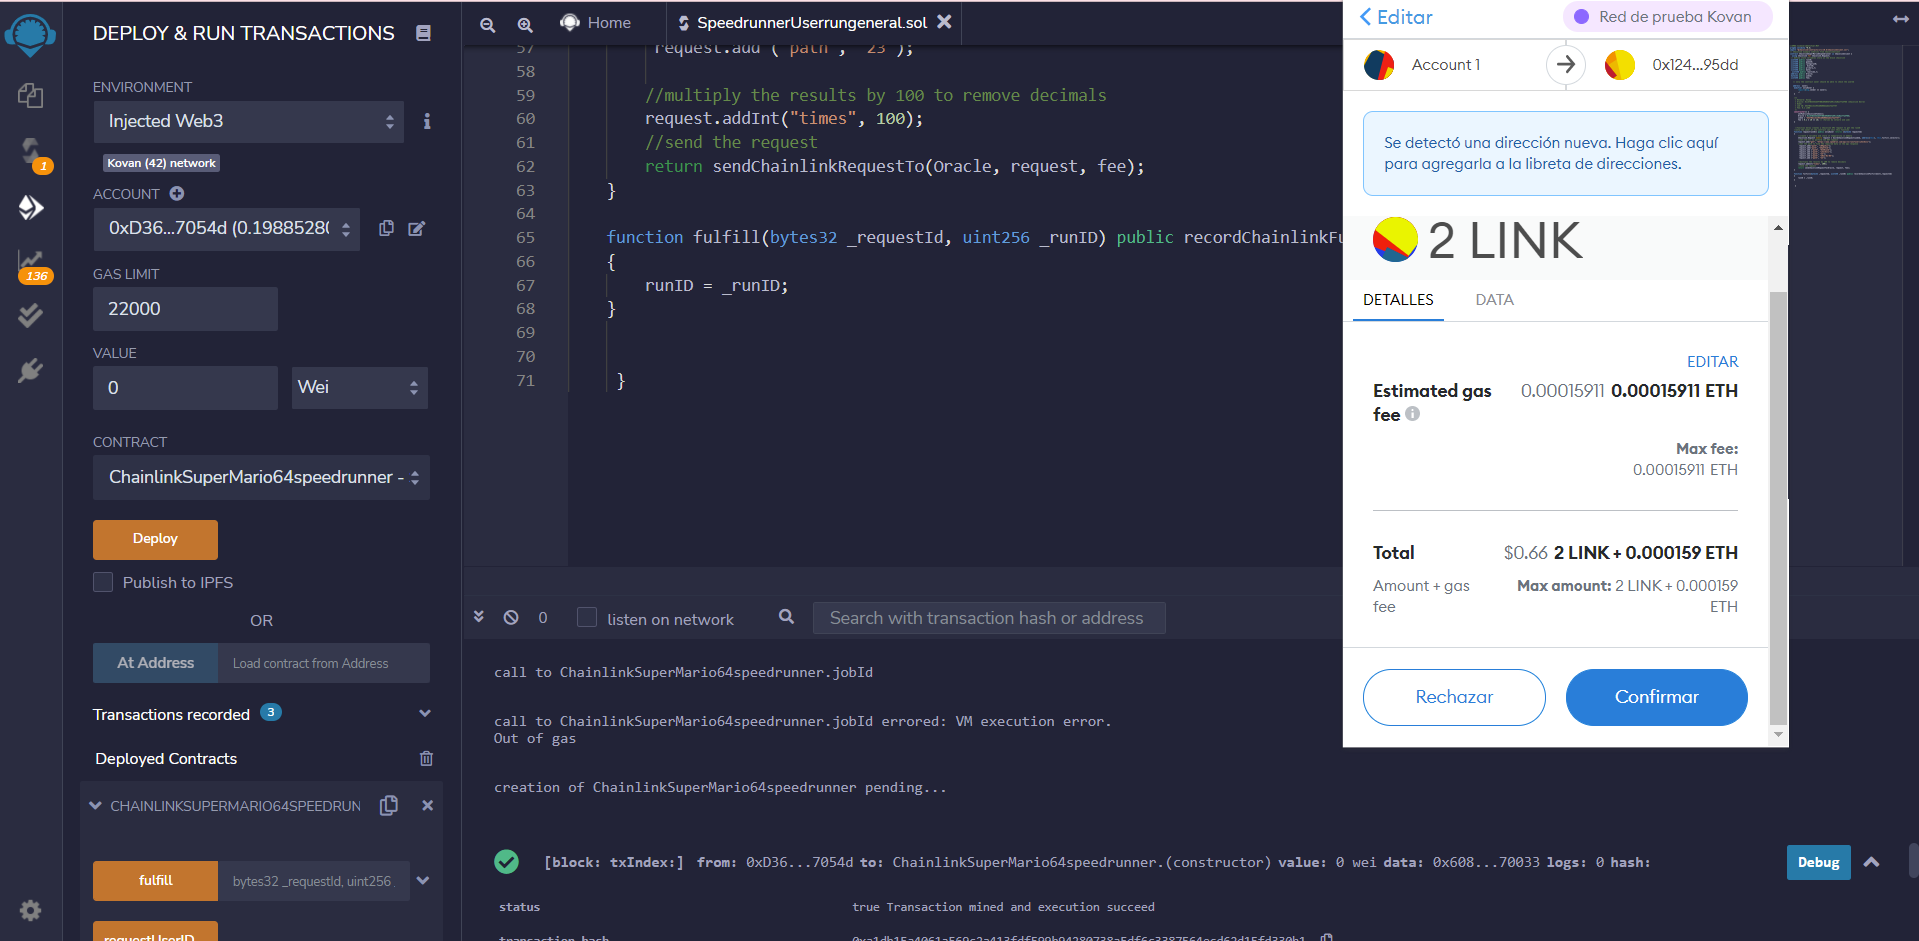 DEPLOY & RUN TRANSACTIONS
ENVIRONMENT
Injected Web3
Kovan (42) network
ACCOUNT
0xD36...7054d (0.1988528(
GAS LIMIT
22000
VALUE
0
Wei
CONTRACT
ChainlinkSuperMario64speedrunner -
Deploy
Publish to IPFS
OR
At Address
Load contract from Address
Transactions recorded 3
Deployed Contracts
CHAINLINKSUPERMARIO64SPEEDRUN
fulfill
bytes32 _requestId, uint256
requestUserID
1
136
Home
SpeedrunnerUserrungeneral.sol
57 request.add ("path", "23");
58
59 //multiply the results by 100 to remove decimals
60 request.addInt("times", 100);
61 //send the request
62 return sendChainlinkRequestTo(Oracle, request, fee);
63 }
64
65 function fulfill(bytes32 _requestId, uint256 _runID) public recordChainlinkFu
66 {
67 runID = _runID;
68 }
69
70
71 }
0
listen on network
Search with transaction hash or address
call to ChainlinkSuperMario64speedrunner.jobId
call to ChainlinkSuperMario64speedrunner.jobId errored: VM execution error.
Out of gas
creation of ChainlinkSuperMario64speedrunner pending...
[block: txIndex:] from: 0xD36...7054d to: ChainlinkSuperMario64speedrunner.(constructor) value: 0 wei data: 0x608...70033 logs: 0 hash:
Debug
status true Transaction mined and execution succeed
transaction hash
Editar
Red de prueba Kovan
Account 1
0x124...95dd
Se detectó una dirección nueva. Haga clic aquí
para agregarla a la libreta de direcciones.
2 LINK
DETALLES
DATA
EDITAR
Estimated gas
fee
0.00015911 0.00015911 ETH
Max fee:
0.00015911 ETH
Total
$0.66 2 LINK + 0.000159 ETH
Amount + gas
fee
Max amount: 2 LINK + 0.000159
ETH
Rechazar
Confirmar